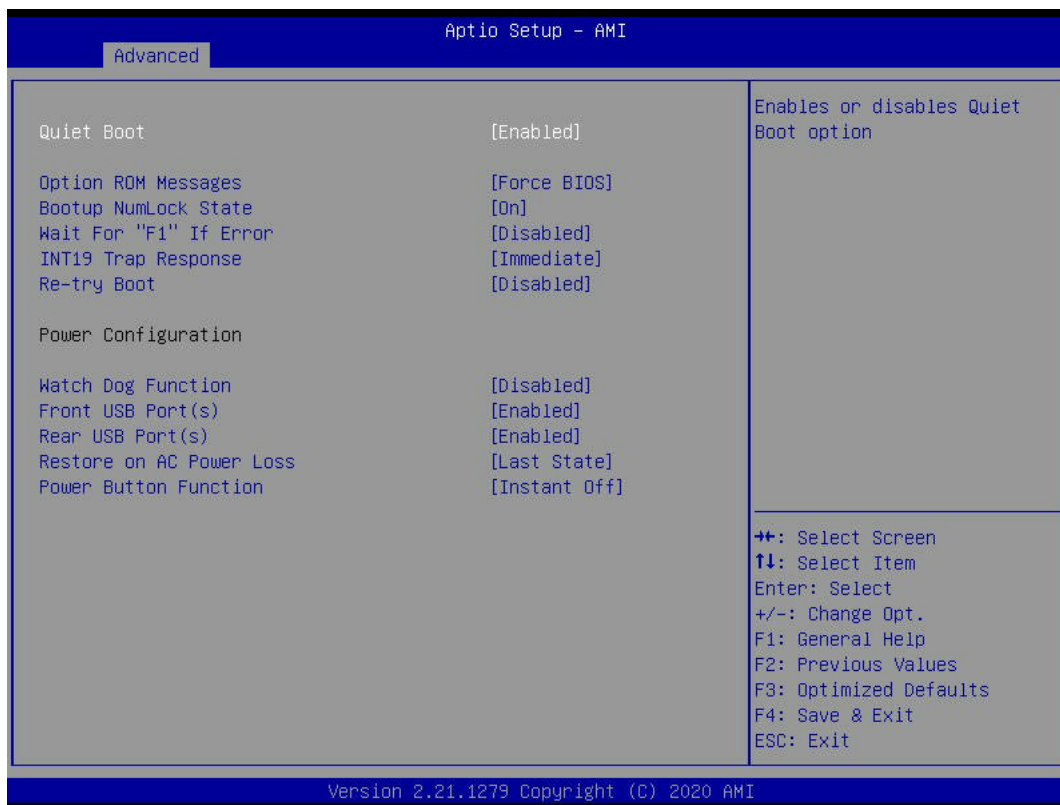 Aptio Setup – AMI
Advanced
Quiet Boot [Enabled]
Option ROM Messages [Force BIOS]
Bootup NumLock State [On]
Wait For "F1" If Error [Disabled]
INT19 Trap Response [Immediate]
Re-try Boot [Disabled]
Power Configuration
Watch Dog Function [Disabled]
Front USB Port(s) [Enabled]
Rear USB Port(s) [Enabled]
Restore on AC Power Loss [Last State]
Power Button Function [Instant Off]
Enables or disables Quiet
Boot option
→←: Select Screen
↑↓: Select Item
Enter: Select
+/-: Change Opt.
F1: General Help
F2: Previous Values
F3: Optimized Defaults
F4: Save & Exit
ESC: Exit
Version 2.21.1279 Copyright (C) 2020 AMI